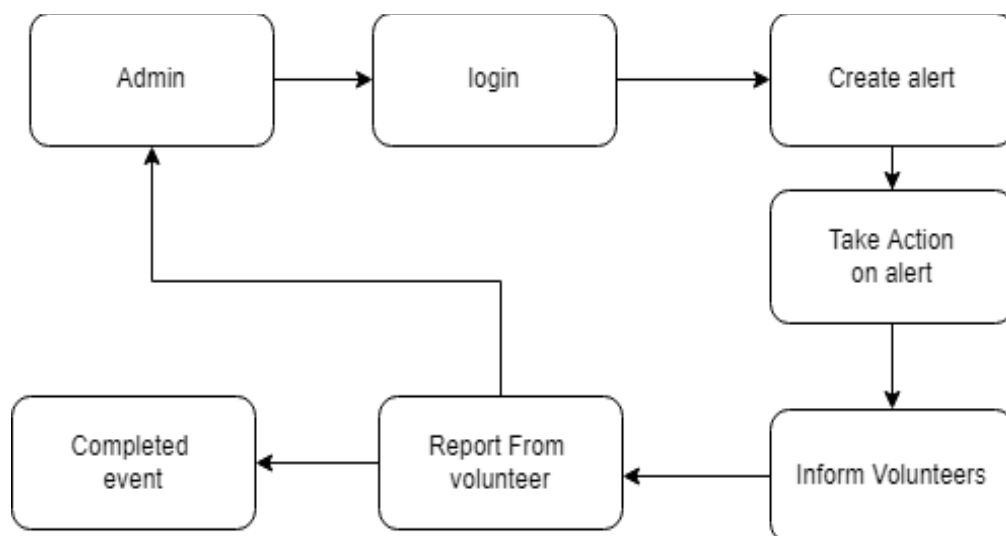 Admin
login
Create alert
Take Action
on alert
Inform Volunteers
Report From
volunteer
Completed
event